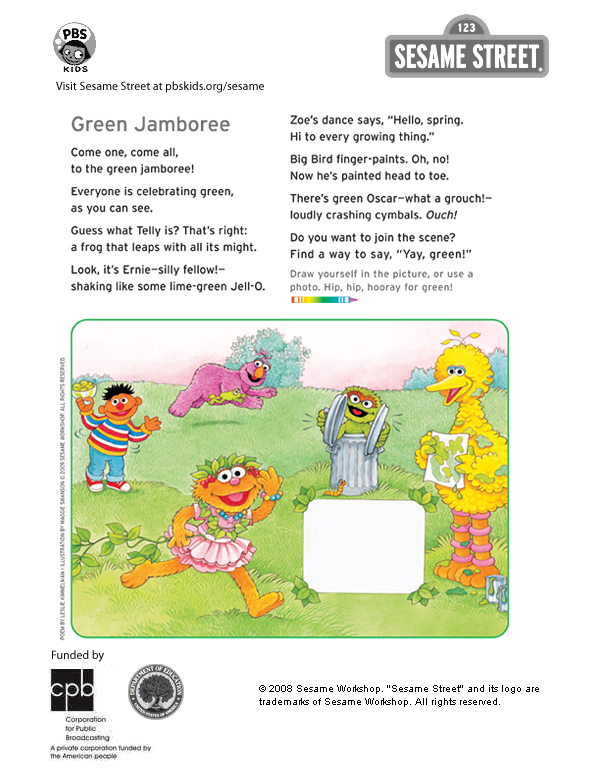 PBS
KIDS
123
SESAME STREET®
Visit Sesame Street at pbskids.org/sesame
Green Jamboree
Come one, come all,
to the green jamboree!
Everyone is celebrating green,
as you can see.
Guess what Telly is? That's right:
a frog that leaps with all its might.
Look, it's Ernie—silly fellow!—
shaking like some lime-green Jell-O.
Zoe's dance says, "Hello, spring.
Hi to every growing thing."
Big Bird finger-paints. Oh, no!
Now he's painted head to toe.
There's green Oscar—what a grouch!—
loudly crashing cymbals. Ouch!
Do you want to join the scene?
Find a way to say, "Yay, green!"
Draw yourself in the picture, or use a
photo. Hip, hip, hooray for green!
POEM BY LESLIE KIMMELMAN • ILLUSTRATION BY MAGGIE SWANSON © 2009 SESAME WORKSHOP. ALL RIGHTS RESERVED.
Funded by
cpb
Corporation
for Public
Broadcasting
A private corporation funded by
the American people
DEPARTMENT OF EDUCATION
UNITED STATES OF AMERICA
© 2008 Sesame Workshop. "Sesame Street" and its logo are
trademarks of Sesame Workshop. All rights reserved.